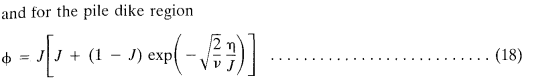 and for the pile dike region
ϕ = J[J + (1 − J) exp(−√(2/ν) η/J)] .......................... (18)